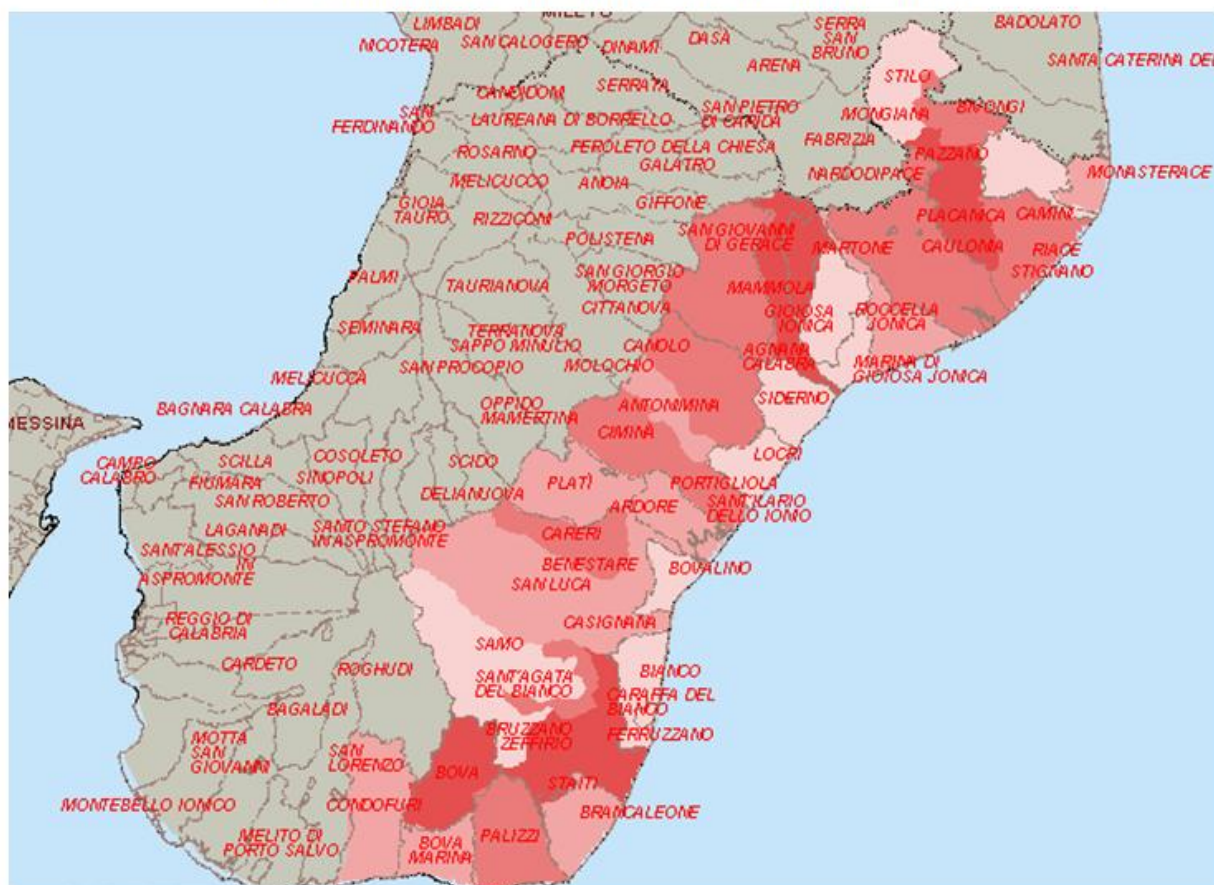 MILETO
LIMBADI
NICOTERA
SAN CALOGERO
DINAMI
DASA
SERRA
SAN
BRUNO
BADOLATO
SANTA CATERINA DEL
ARENA
STILO
CANDIDONI
SERRATA
SAN
FERDINANDO
LAUREANA DI BORRELLO
SAN PIETRO
DI CARIDA
MONGIANA
BIVONGI
FABRIZIA
ROSARNO
FEROLETO DELLA CHIESA
GALATRO
PAZZANO
NARDODIPACE
MONASTERACE
MELICUCCO
ANOIA
GIFFONE
GIOIA
TAURO
RIZZICONI
POLISTENA
SAN GIOVANNI
DI GERACE
MARTONE
PLACANICA
CAMINI
CAULONIA
RIACE
STIGNANO
PALMI
TAURIANOVA
SAN GIORGIO
MORGETO
CITTANOVA
MAMMOLA
GIOIOSA
IONICA
ROCCELLA
JONICA
SEMINARA
TERRANOVA
SAPPO MINULIO
CANOLO
AGNANA
CALABRA
MARINA DI
GIOIOSA JONICA
MELICUCCA
SAN PROCOPIO
MOLOCHIO
SIDERNO
BAGNARA CALABRA
OPPIDO
MAMERTINA
ANTONIMINA
CIMINA
MESSINA
LOCRI
CAMPO
CALABRO
SCILLA
COSOLETO
SCIDO
FIUMARA
SINOPOLI
SAN ROBERTO
DELIANUOVA
PLATÌ
PORTIGLIOLA
ARDORE
SANT'ILARIO
DELLO IONIO
LAGANADI
SANTO STEFANO
IN ASPROMONTE
CARERI
SANT'ALESSIO
IN
ASPROMONTE
BENESTARE
SAN LUCA
BOVALINO
REGGIO DI
CALABRIA
CASIGNANA
CARDETO
ROGHUDI
SAMO
SANT'AGATA
DEL BIANCO
BIANCO
CARAFFA DEL
BIANCO
BAGALADI
MOTTA
SAN
GIOVANNI
SAN
LORENZO
BRUZZANO
ZEFFIRIO
FERRUZZANO
BOVA
STAITI
MONTEBELLO IONICO
CONDOFURI
BRANCALEONE
MELITO DI
PORTO SALVO
BOVA
MARINA
PALIZZI